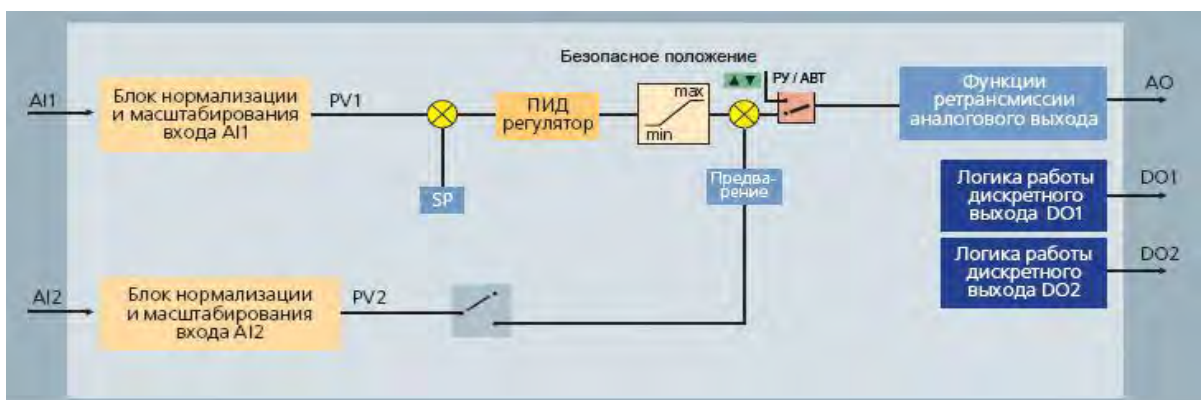 Безопасное положение
▲▼
РУ / АВТ
AI1
Блок нормализации
и масштабирования
входа AI1
PV1
ПИД
регулятор
max
min
Функции
ретрансмиссии
аналогового выхода
AO
SP
Предва-
рение
Логика работы
дискретного
выхода DO1
DO1
Логика работы
дискретного
выхода DO2
DO2
AI2
Блок нормализации
и масштабирования
входа AI2
PV2